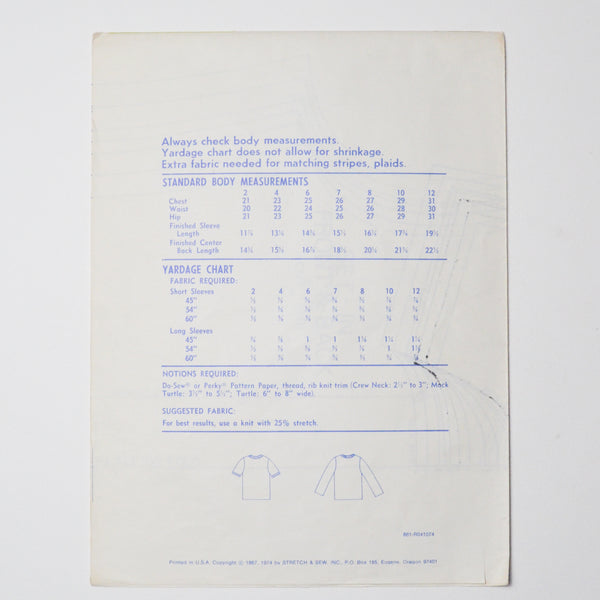 Always check body measurements.
Yardage chart does not allow for shrinkage.
Extra fabric needed for matching stripes, plaids.
STANDARD BODY MEASUREMENTS
2 4 6 7 8 10 12
Chest 21 23 25 26 27 29 31
Waist 20 22 24 25 26 28 30
Hip 21 23 25 26 27 29 31
Finished Sleeve
Length
Finished Center
Back Length
YARDAGE CHART
FABRIC REQUIRED:
Short Sleeves 2 4 6 7 8 10 12
45"
54"
60"
Long Sleeves
45" 1 1
54" 1
60"
NOTIONS REQUIRED:
Do-Sew® or Perky® Pattern Paper, thread, rib knit trim (Crew Neck: 2½" to 3"; Mock
Turtle: 3½" to 5½"; Turtle: 6" to 8" wide).
SUGGESTED FABRIC:
For best results, use a knit with 25% stretch.
861-R041074
Printed in U.S.A. Copyright © 1967, 1974 by STRETCH & SEW, INC., P.O. Box 185, Eugene, Oregon 97401